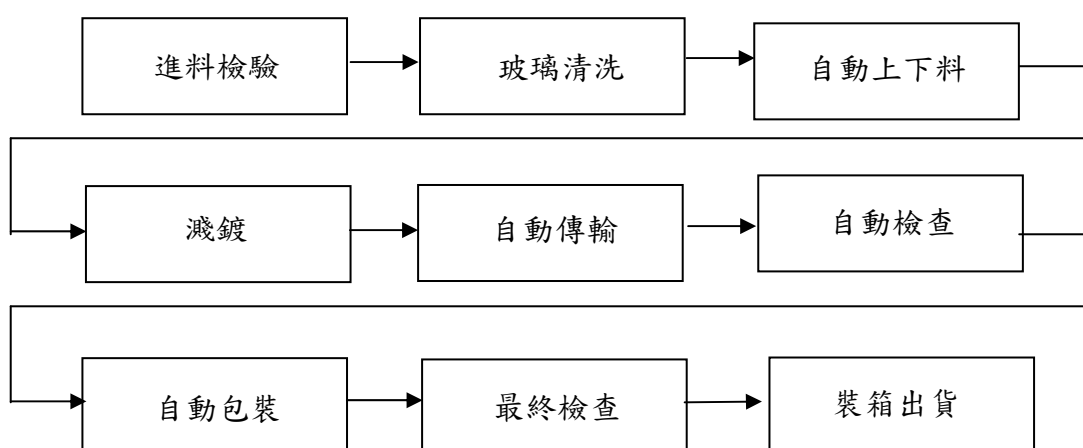 進料檢驗
玻璃清洗
自動上下料
濺鍍
自動傳輸
自動檢查
自動包裝
最終檢查
裝箱出貨